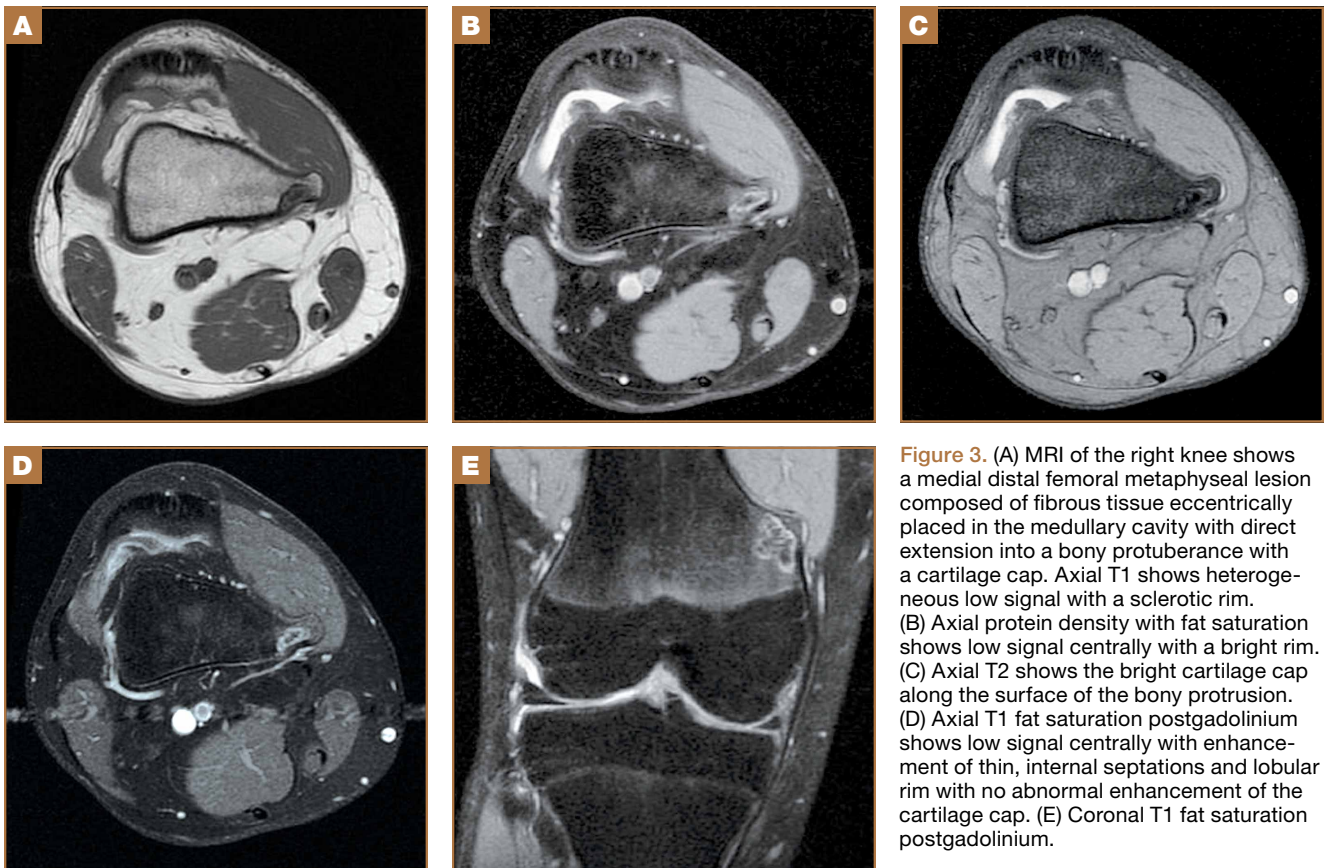 A
B
C
D
E
Figure 3. (A) MRI of the right knee shows
a medial distal femoral metaphyseal lesion
composed of fibrous tissue eccentrically
placed in the medullary cavity with direct
extension into a bony protuberance with
a cartilage cap. Axial T1 shows heteroge-
neous low signal with a sclerotic rim.
(B) Axial protein density with fat saturation
shows low signal centrally with a bright rim.
(C) Axial T2 shows the bright cartilage cap
along the surface of the bony protrusion.
(D) Axial T1 fat saturation postgadolinium
shows low signal centrally with enhance-
ment of thin, internal septations and lobular
rim with no abnormal enhancement of the
cartilage cap. (E) Coronal T1 fat saturation
postgadolinium.